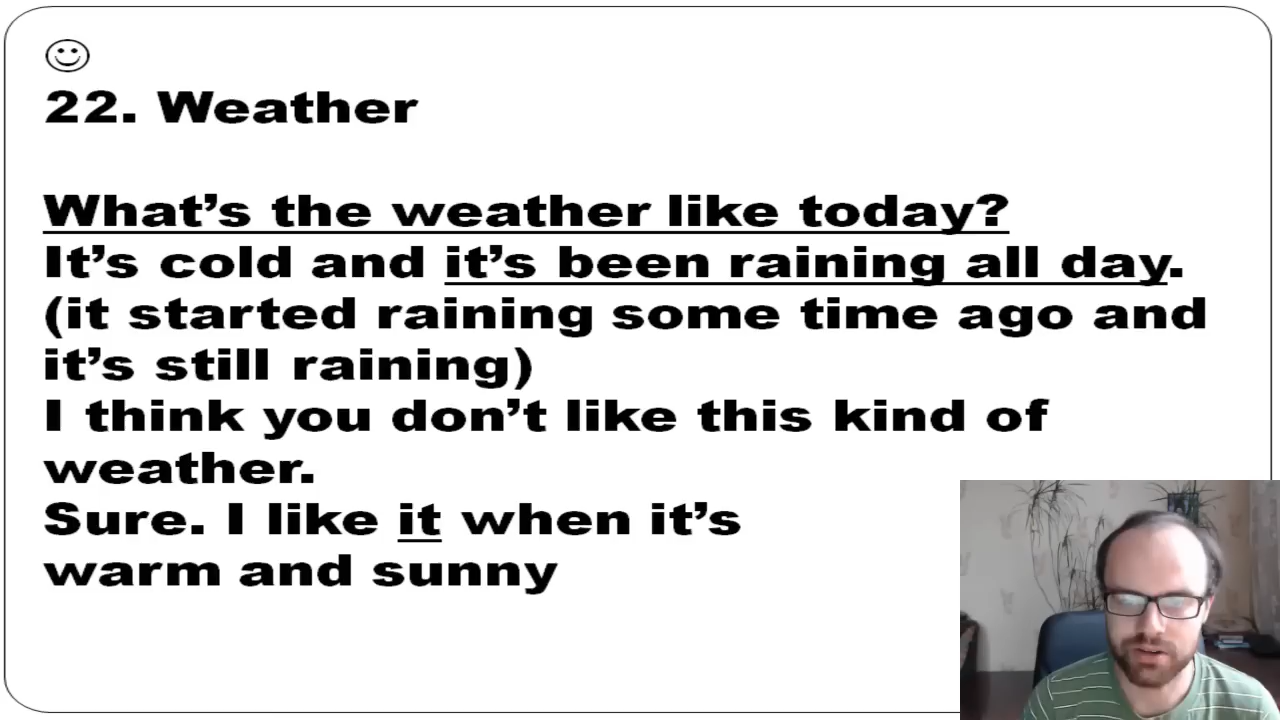 22. Weather
What's the weather like today?
It's cold and it's been raining all day.
(it started raining some time ago and
it's still raining)
I think you don't like this kind of
weather.
Sure. I like it when it's
warm and sunny